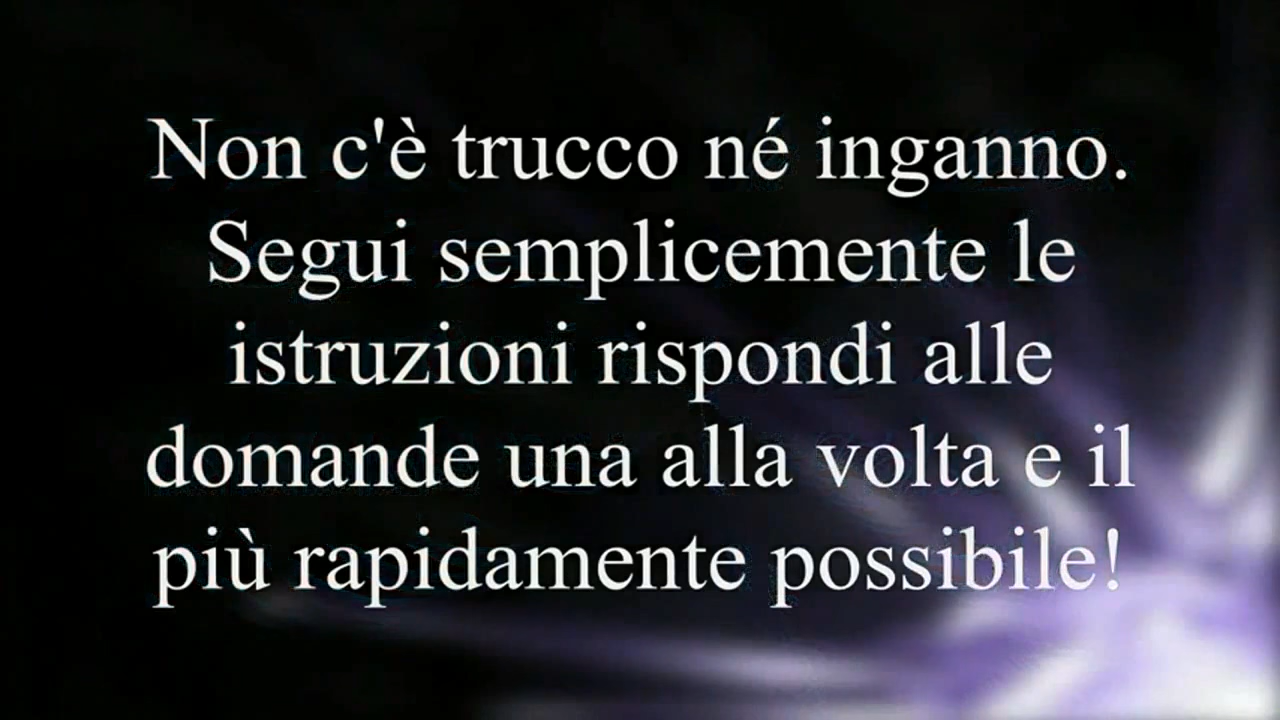 Non c'è trucco né inganno.
Segui semplicemente le
istruzioni rispondi alle
domande una alla volta e il
più rapidamente possibile!